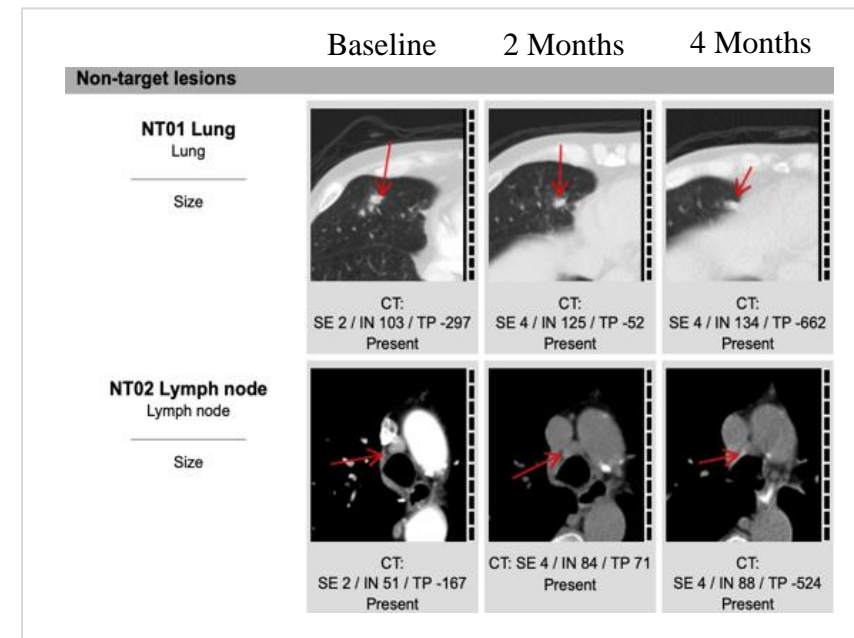 Baseline 2 Months 4 Months
Non-target lesions
NT01 Lung
Lung
Size
CT: CT: CT:
SE 2 / IN 103 / TP -297 SE 4 / IN 125 / TP -52 SE 4 / IN 134 / TP -662
Present Present Present
NT02 Lymph node
Lymph node
Size
CT: CT: SE 4 / IN 84 / TP 71 CT:
SE 2 / IN 51 / TP -167 Present SE 4 / IN 88 / TP -524
Present Present